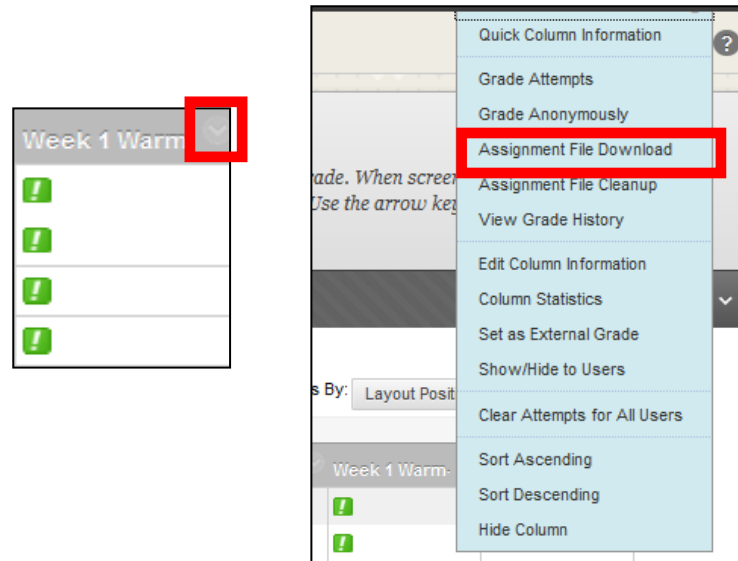 Week 1 Warm
!
!
!
!
Quick Column Information
?
Grade Attempts
Grade Anonymously
Assignment File Download
rade. When screen
Assignment File Cleanup
Use the arrow key
View Grade History
Edit Column Information
Column Statistics
Set as External Grade
Show/Hide to Users
s By: Layout Posit
Clear Attempts for All Users
Sort Ascending
Week 1 Warm-
Sort Descending
!
Hide Column
!